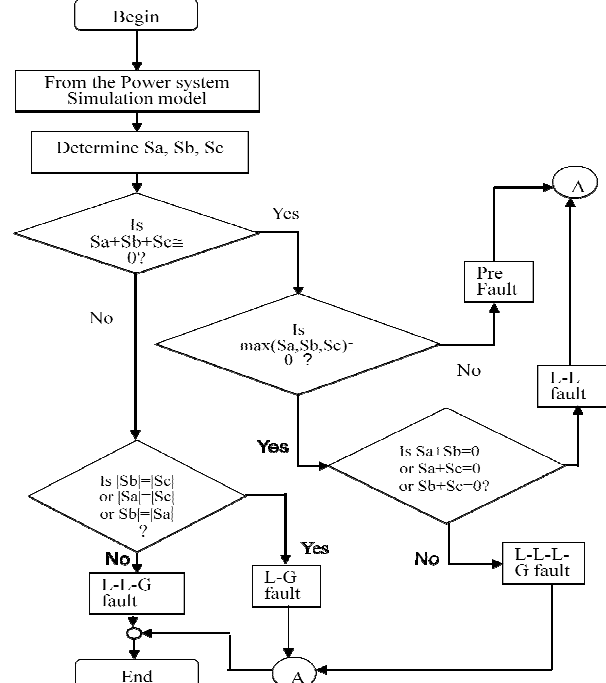 Begin
From the Power system
Simulation model
Determine Sa, Sb, Sc
Is
Sa+Sb+Sc≅
0?
Yes
No
Is
max(Sa,Sb,Sc)=
0 ?
No
Yes
Pre
Fault
A
L-L
fault
Is Sa+Sb=0
or Sa+Sc=0
or Sb+Sc=0?
No
L-L-L-
G fault
Is |Sb|=|Sc|
or |Sa|=|Sc|
or Sb|=|Sa|
?
No
Yes
L-L-G
fault
L-G
fault
A
End